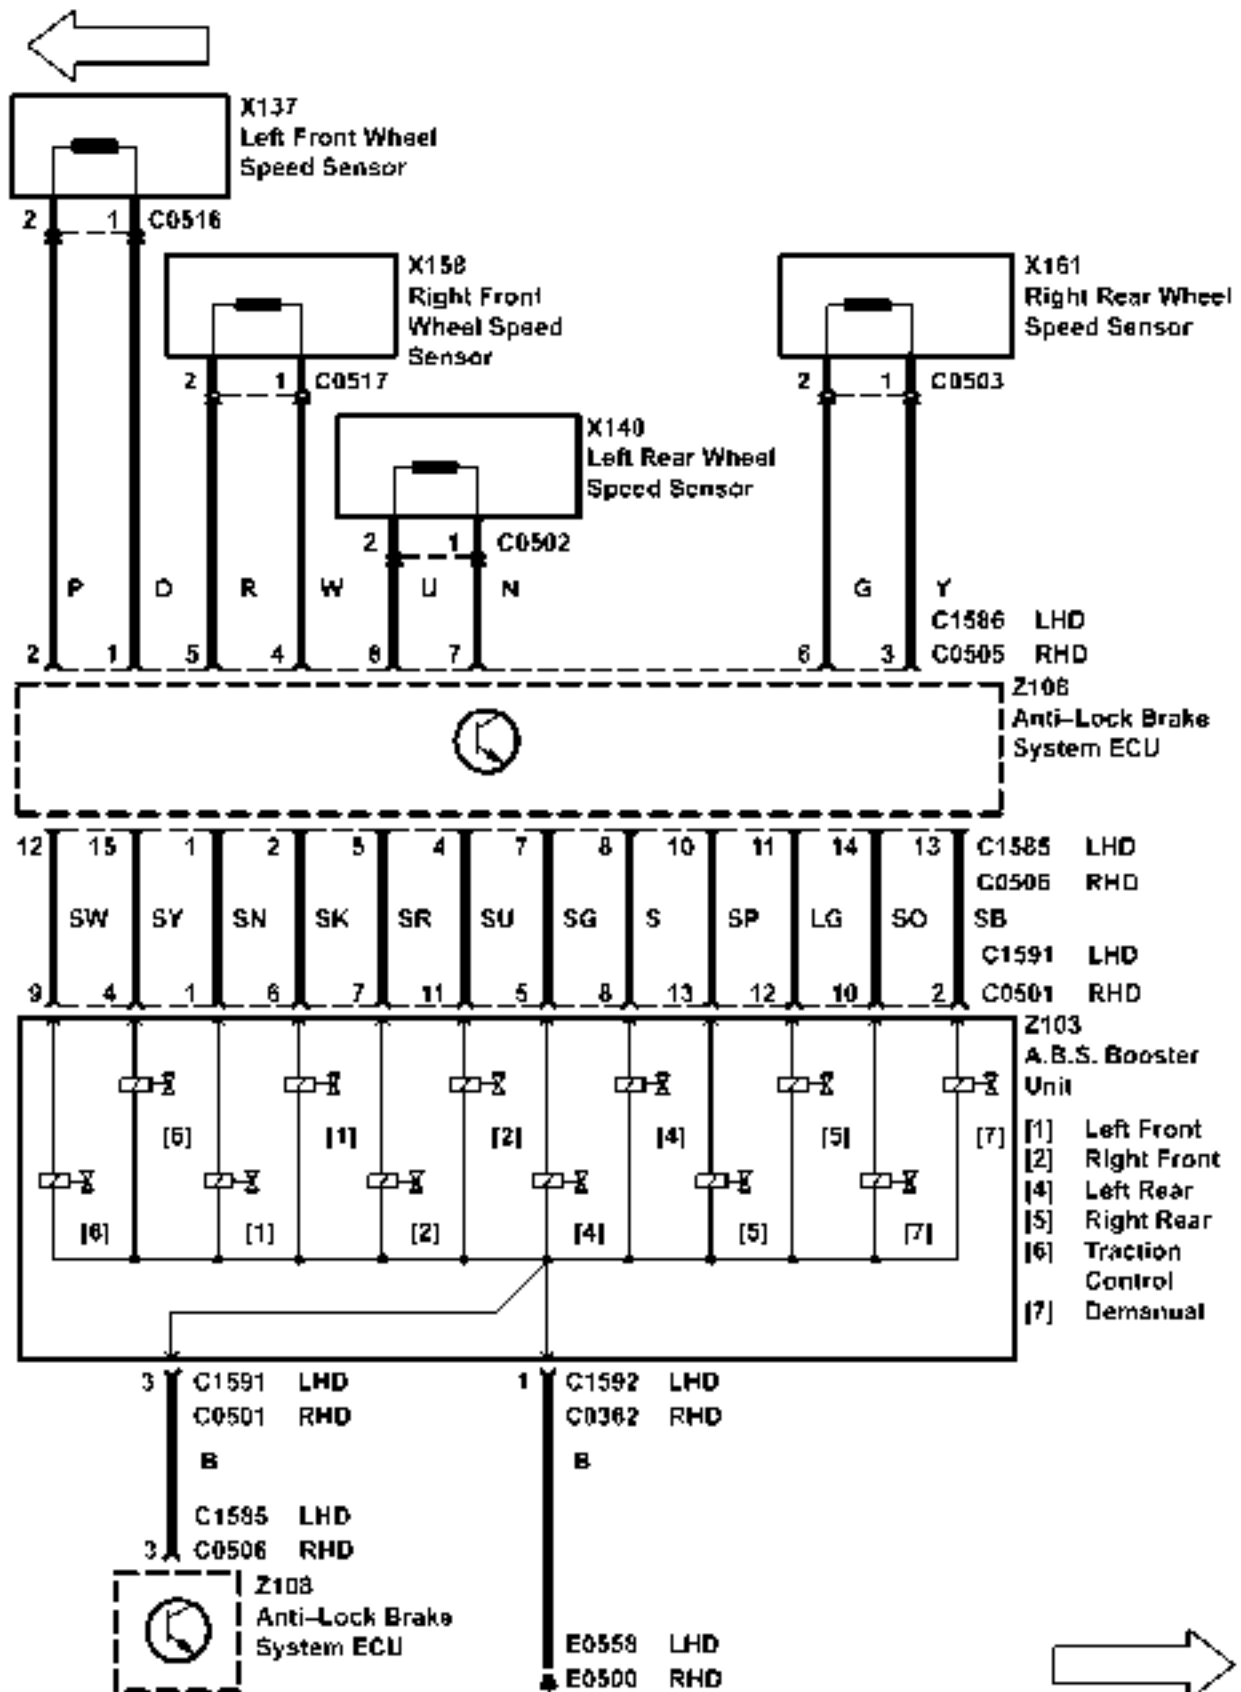 X137
Left Front Wheel
Speed Sensor
2 1 C0516
X158
Right Front
Wheel Speed
Sensor
2 1 C0517
X161
Right Rear Wheel
Speed Sensor
2 1 C0503
X140
Left Rear Wheel
Speed Sensor
2 1 C0502
P O R W U N G Y
C1586 LHD
2 1 5 4 8 7 6 3 C0505 RHD
Z108
Anti-Lock Brake
System ECU
12 15 1 2 5 4 7 8 10 11 14 13 C1585 LHD
C0506 RHD
SW SY SN SK SR SU SG S SP LG SO SB
C1591 LHD
9 4 1 6 7 11 5 8 13 12 10 2 C0501 RHD
Z103
A.B.S. Booster
Unit
[6] [1] [2] [4] [5] [7]
[6] [1] [2] [4] [5] [7]
[1] Left Front
[2] Right Front
[4] Left Rear
[5] Right Rear
[6] Traction
Control
[7] Demanual
3 C1591 LHD
C0501 RHD
B
C1585 LHD
3 C0506 RHD
Z108
Anti-Lock Brake
System ECU
1 C1592 LHD
C0362 RHD
B
E0558 LHD
E0500 RHD